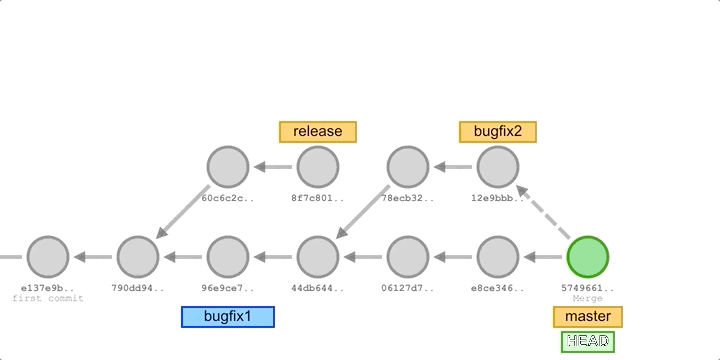 release
bugfix2
60c6c2c..
8f7c801..
78ecb32..
12e9bbb..
e137e9b..
first commit
790dd94..
96e9ce7..
44db644..
06127d7..
e8ce346..
5749661..
Merge
bugfix1
master
HEAD